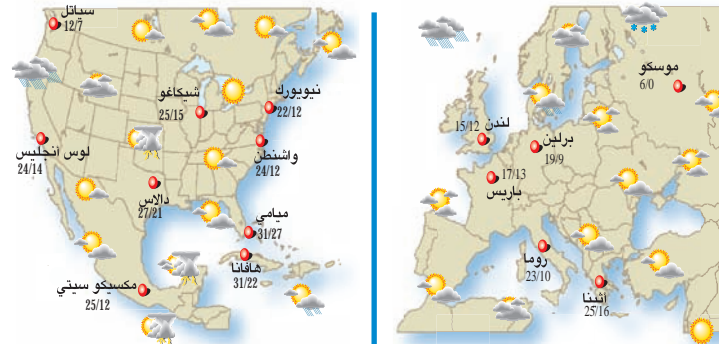 سياتل
12/7
شيكاغو
25/15
نيويورك
22/12
لوس أنجليس
24/14
واشنطن
24/12
دالاس
27/21
ميامي
31/27
هافانا
31/22
مكسيكو سيتي
25/12
موسكو
6/0
لندن
15/12
برلين
19/9
17/13
باريس
روما
23/10
أثينا
25/16